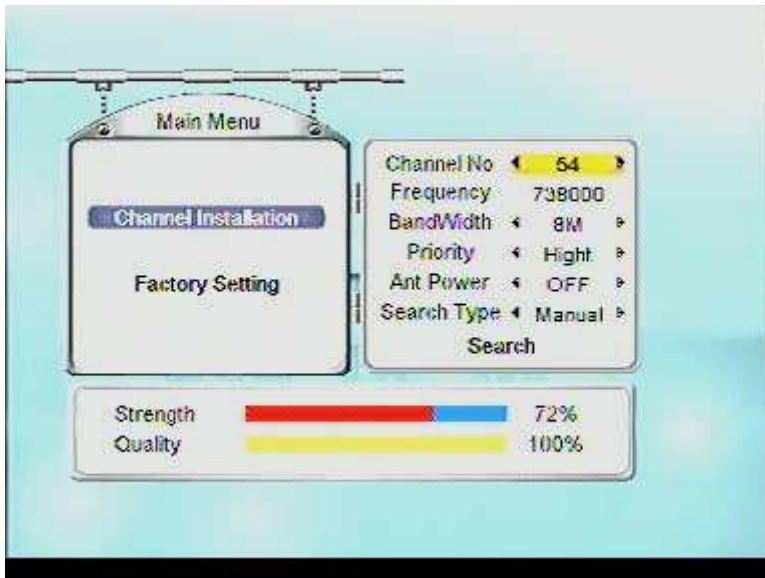 Main Menu
Channel Installation
Factory Setting
Channel No 54
Frequency 738000
BandWidth 8M
Priority Hight
Ant Power OFF
Search Type Manual
Search
Strength 72%
Quality 100%